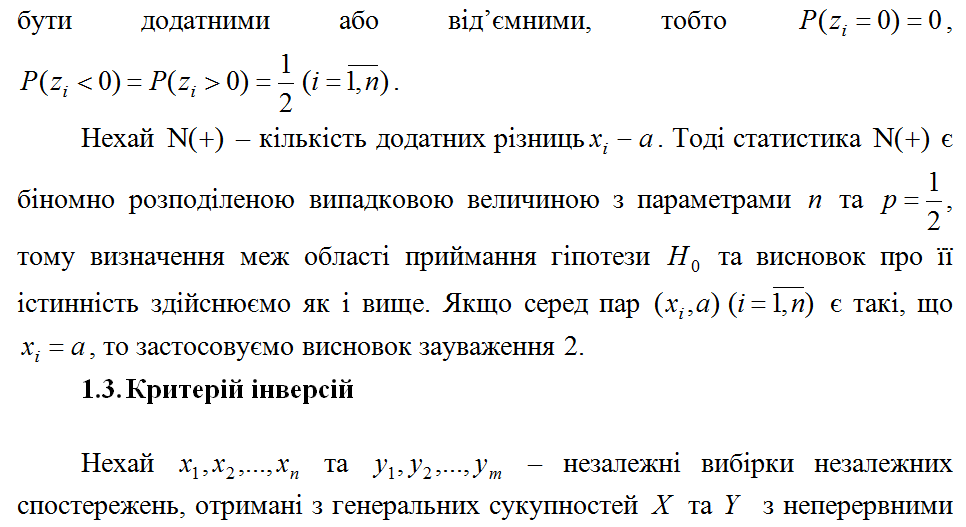 бути додатними або від’ємними, тобто P(z_i = 0) = 0,
P(z_i < 0) = P(z_i > 0) = 1/2 (i = \overline{1,n}).
Нехай N(+) – кількість додатних різниць x_i − a. Тоді статистика N(+) є
біномно розподіленою випадковою величиною з параметрами n та p = 1/2,
тому визначення меж області приймання гіпотези H_0 та висновок про її
істинність здійснюємо як і вище. Якщо серед пар (x_i, a) (i = \overline{1,n}) є такі, що
x_i = a, то застосовуємо висновок зауваження 2.
1.3. Критерій інверсій
Нехай x_1, x_2,..., x_n та y_1, y_2,..., y_m – незалежні вибірки незалежних
спостережень, отримані з генеральних сукупностей X та Y з неперервними